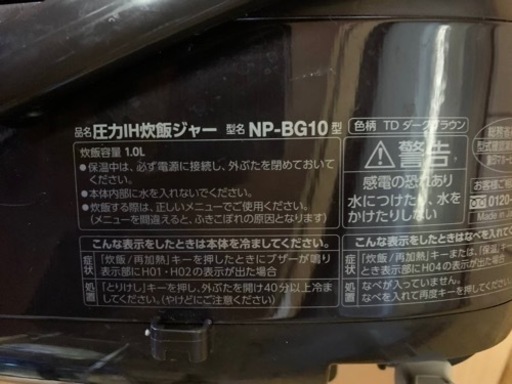 品名 圧力IH炊飯ジャー 型名 NP-BG10型
色柄 TD ダークブラウン
炊飯容量 1.0L
●保温中は、必ず電源に接続し、外ぶたを閉めておいて
ください。
●本体内部に水を入れないでください。
●炊飯する際は、正しいメニューでご使用ください。
(メニューを間違えると、ふきこぼれの原因となります)
警告
感電の恐れあり
水につけたり、水を
かけたりしない
お客様ご相
0120-
Made in Ja
こんな表示をしたときは本体を冷ましてください。
症状 「炊飯/再加熱」キーを押したときにブザーが鳴り
表示部にH01・H02の表示が出た場合
処置 「とりけし」キーを押し、外ぶたを開け40分以上冷ま
してください。(やけどにご注意ください)
こんな表示をしたときはなべを入れて
症状 「炊飯/再加熱」キーまたは、「保温」キ
とき表示部にH04の表示が出た場合
処置 なべが入っていません。
なべを入れて再度キーを押してくださ